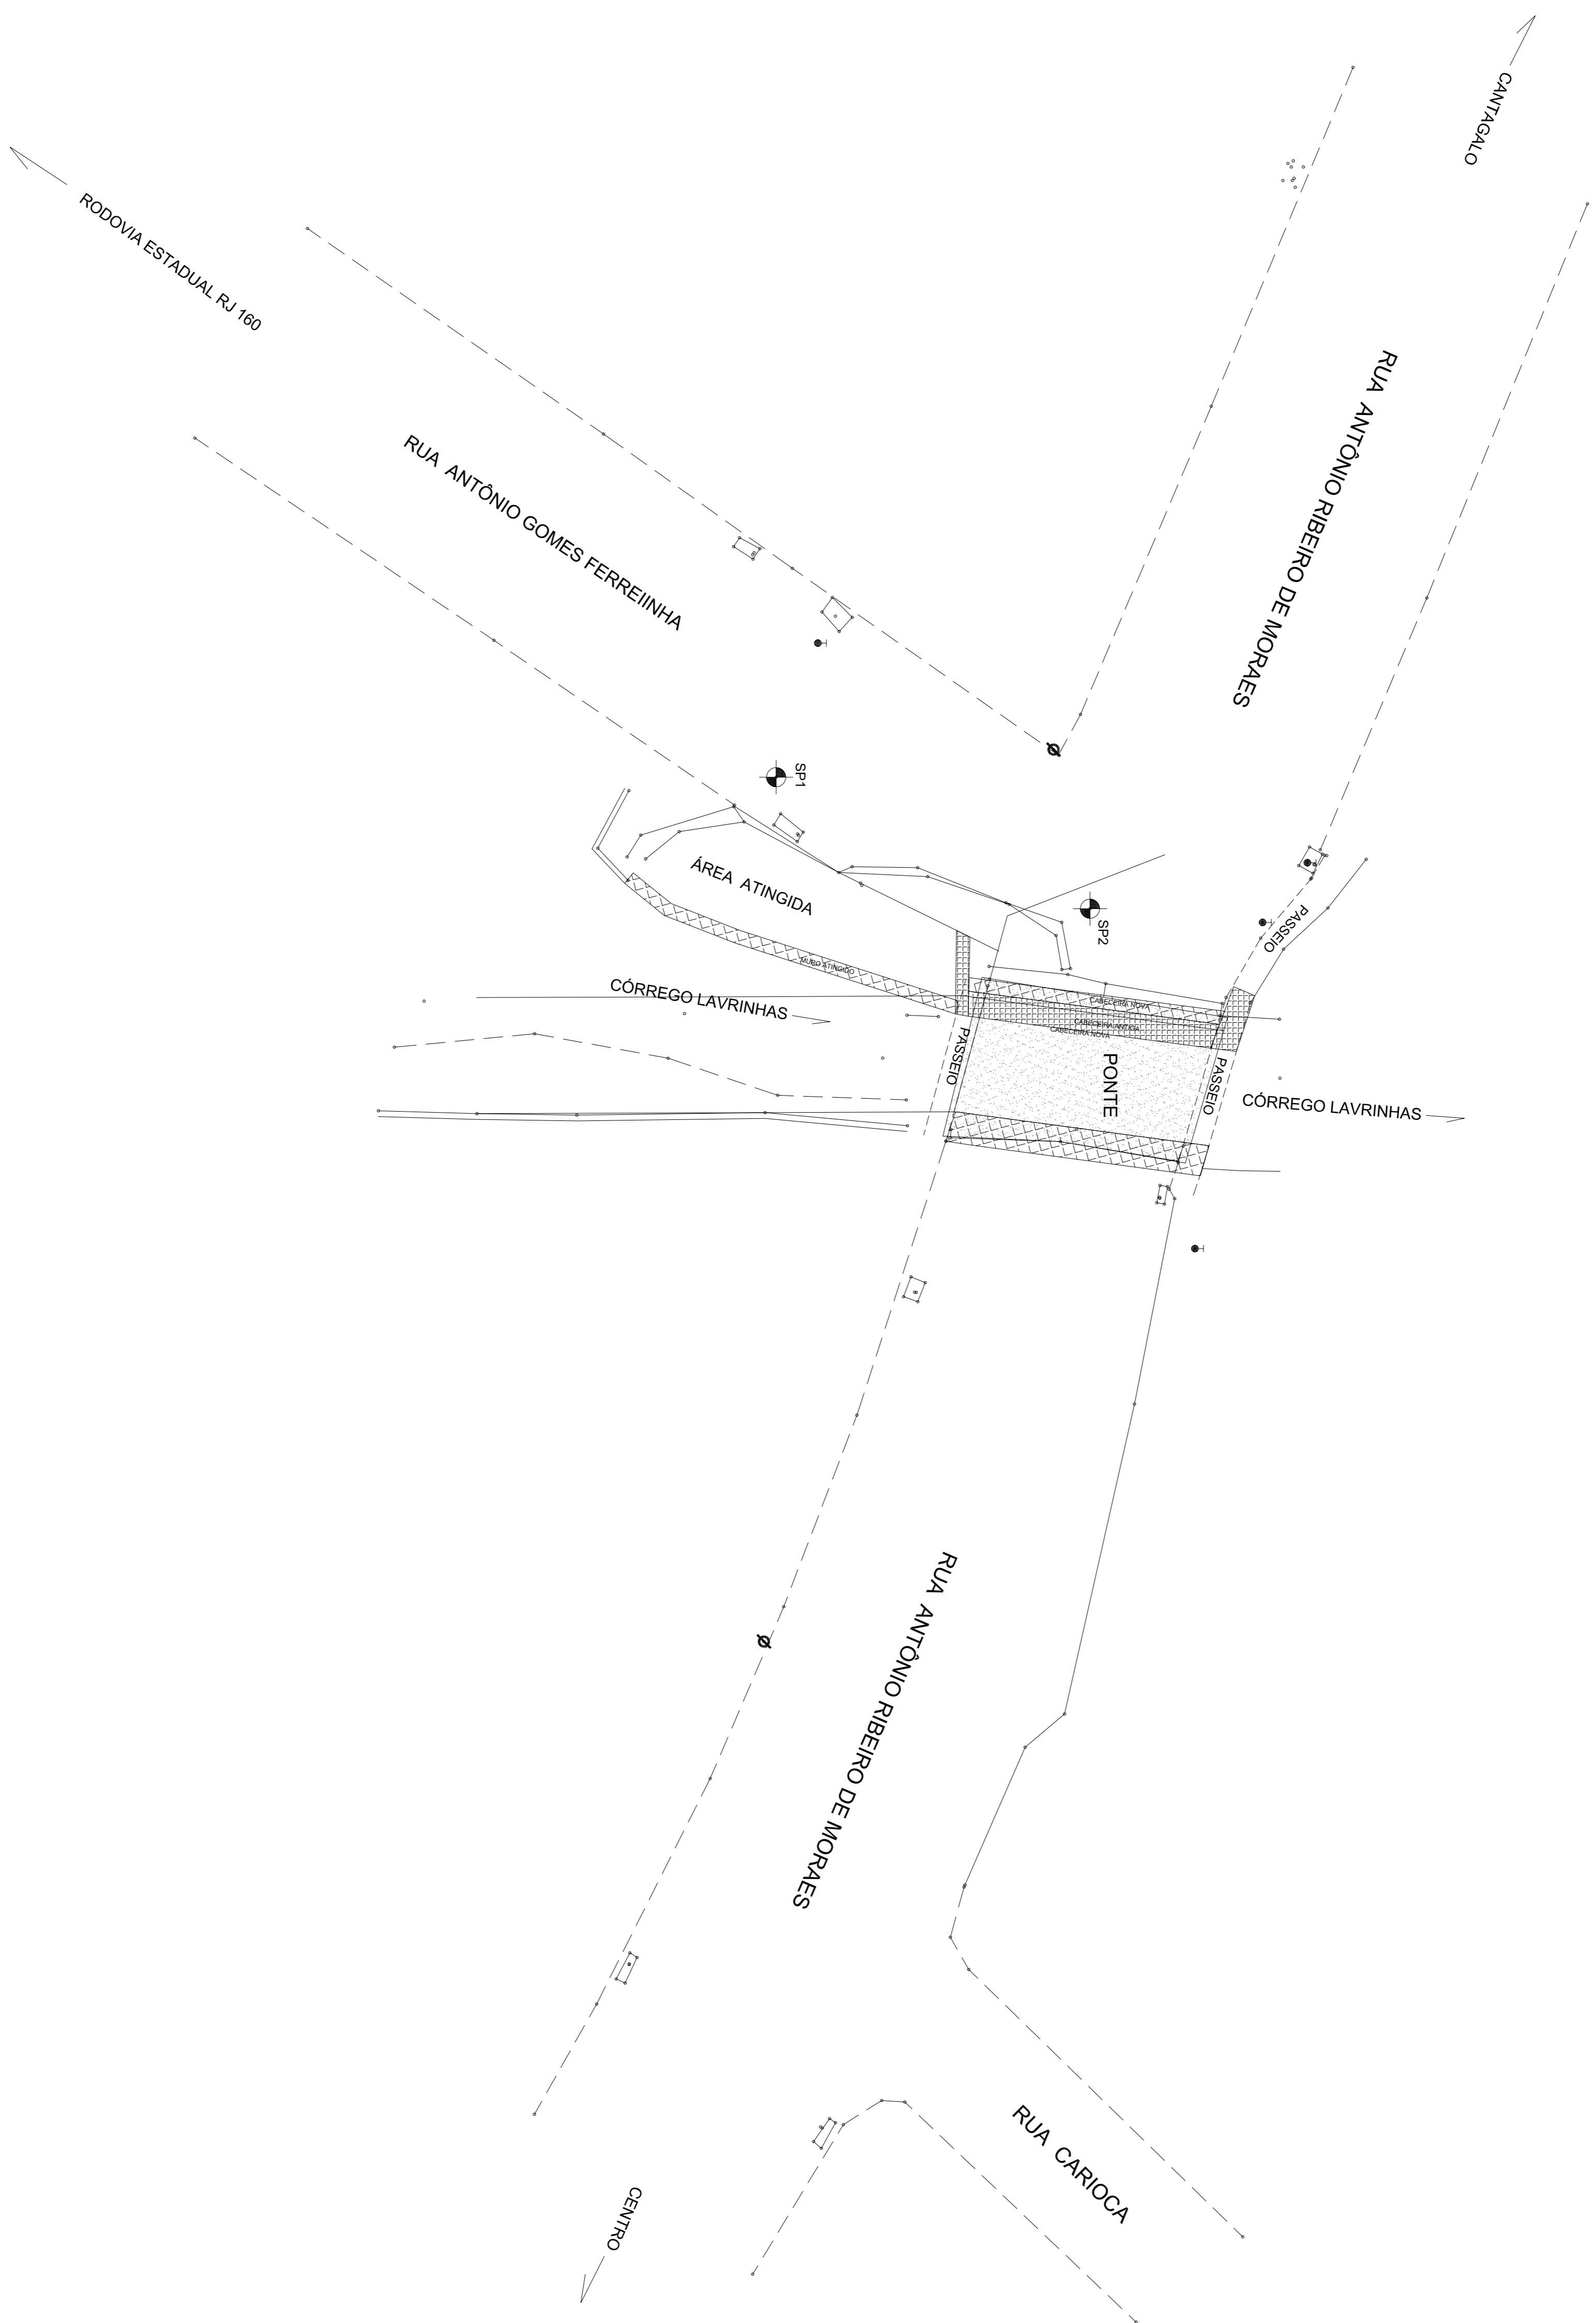 CANTAGALO
RODOVIA ESTADUAL RJ 160
RUA ANTÔNIO RIBEIRO DE MORAES
RUA ANTÔNIO GOMES FERREIINHA
SP1
ÁREA ATINGIDA
SP2
PASSEIO
MURO ATINGIDO
CÓRREGO LAVRINHAS
CABECEIRA NOVA
CABECEIRA ANTIGA
CABECEIRA NOVA
PASSEIO
PONTE
PASSEIO
CÓRREGO LAVRINHAS
RUA ANTÔNIO RIBEIRO DE MORAES
RUA CARIOCA
CENTRO